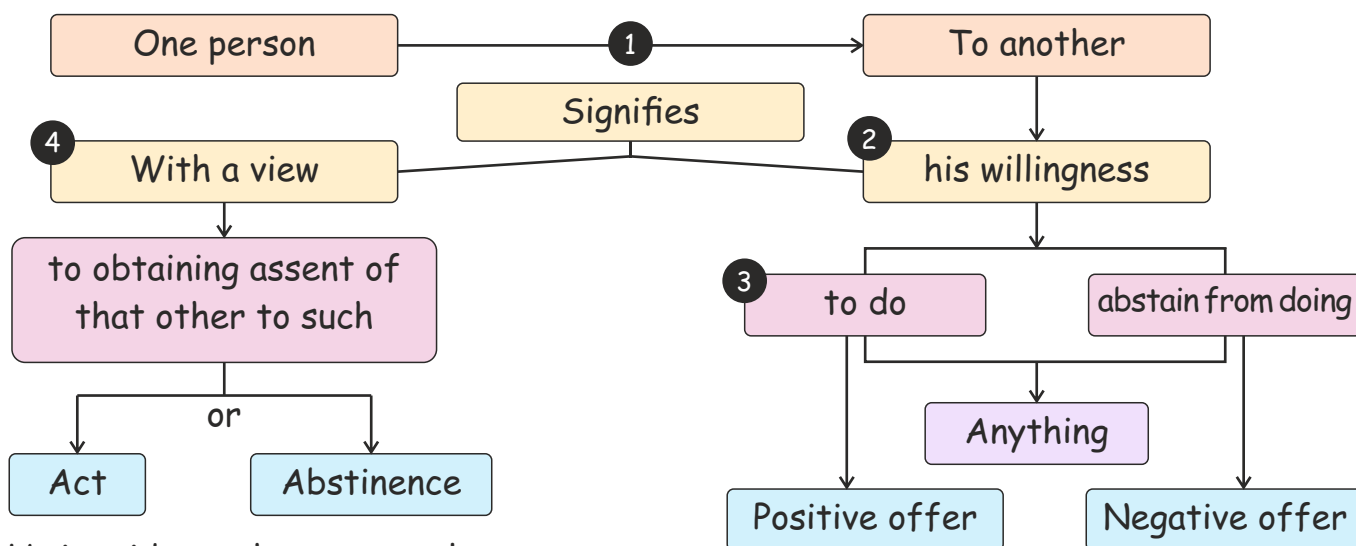 One person
1
To another
Signifies
4
With a view
2
his willingness
to obtaining assent of
that other to such
3
to do
abstain from doing
or
Anything
Act
Abstinence
Positive offer
Negative offer